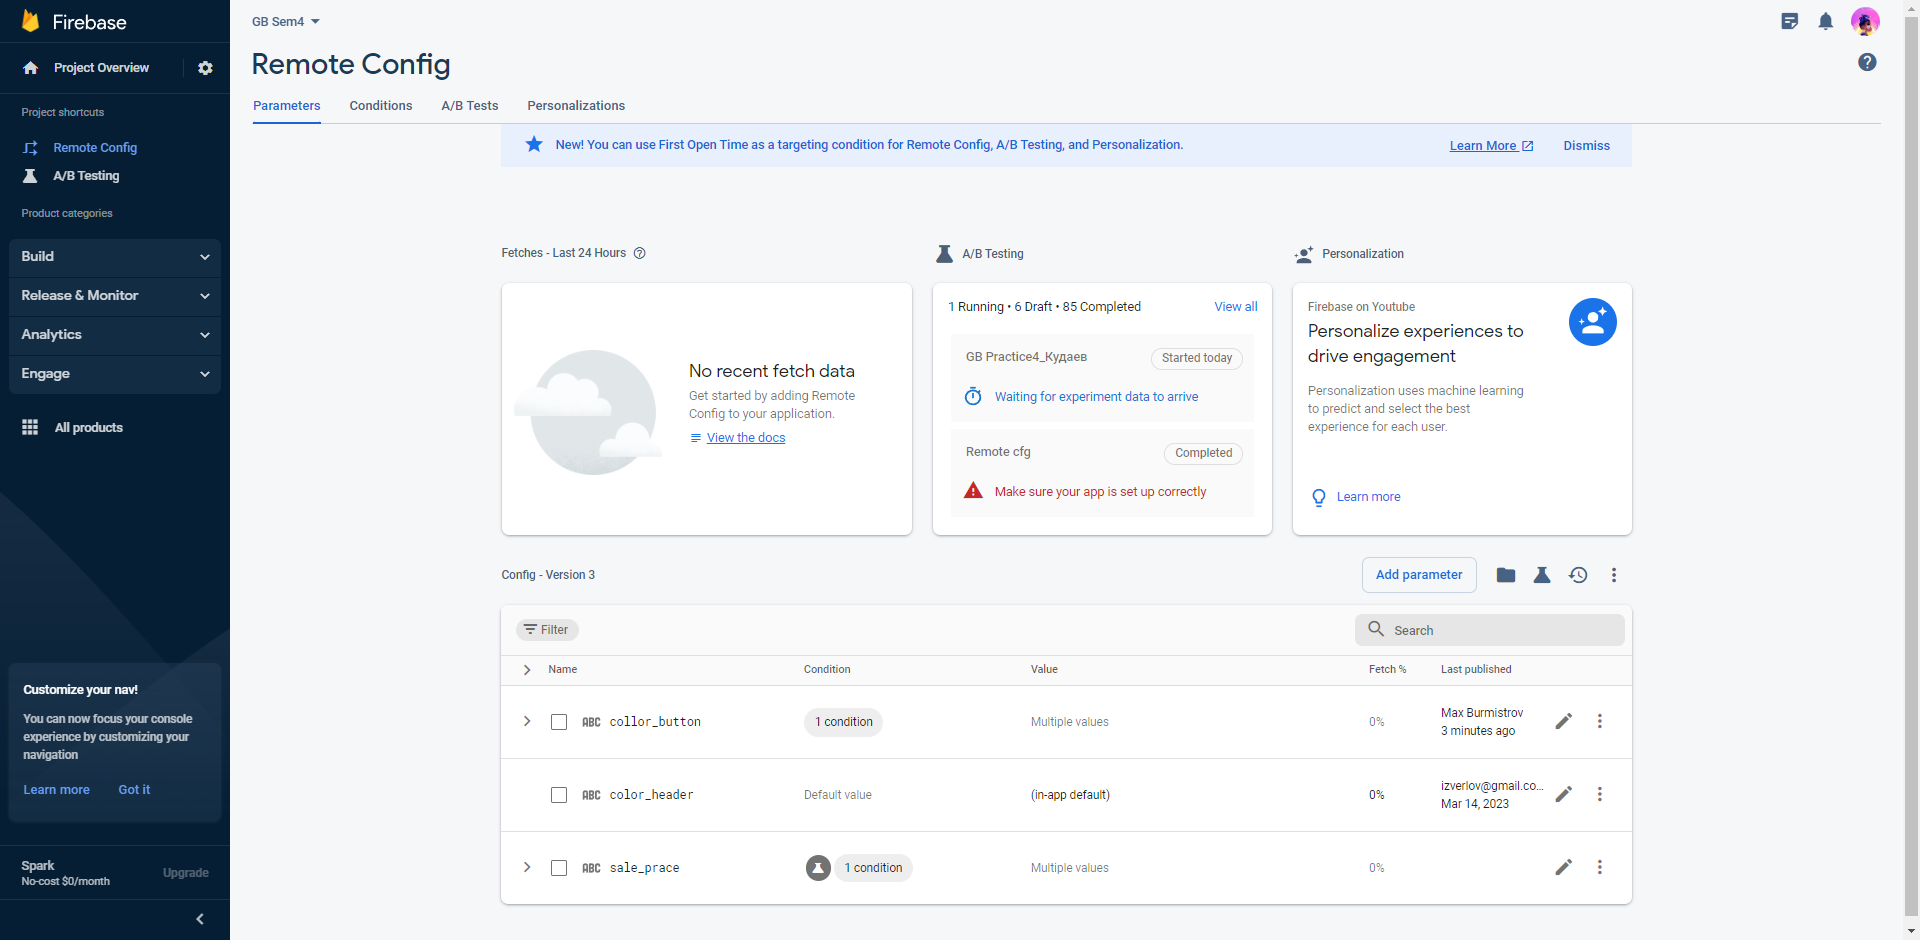 Firebase
Project Overview
Project shortcuts
Remote Config
A/B Testing
Product categories
Build
Release & Monitor
Analytics
Engage
All products
Customize your nav!
You can now focus your console
experience by customizing your
navigation
Learn more Got it
Spark
No-cost $0/month
Upgrade
GB Sem4
Remote Config
Parameters Conditions A/B Tests Personalizations
New! You can use First Open Time as a targeting condition for Remote Config, A/B Testing, and Personalization.
Learn More Dismiss
Fetches - Last 24 Hours
No recent fetch data
Get started by adding Remote
Config to your application.
View the docs
A/B Testing
1 Running • 6 Draft • 85 Completed View all
GB Practice4_Кудаев Started today
Waiting for experiment data to arrive
Remote cfg Completed
Make sure your app is set up correctly
Personalization
Firebase on Youtube
Personalize experiences to
drive engagement
Personalization uses machine learning
to predict and select the best
experience for each user.
Learn more
Config - Version 3
Add parameter
Filter
Search
Name Condition Value Fetch % Last published
ABC collor_button 1 condition Multiple values 0% Max Burmistrov
3 minutes ago
ABC color_header Default value (in-app default) 0% izverlov@gmail.co...
Mar 14, 2023
ABC sale_prace 1 condition Multiple values 0%